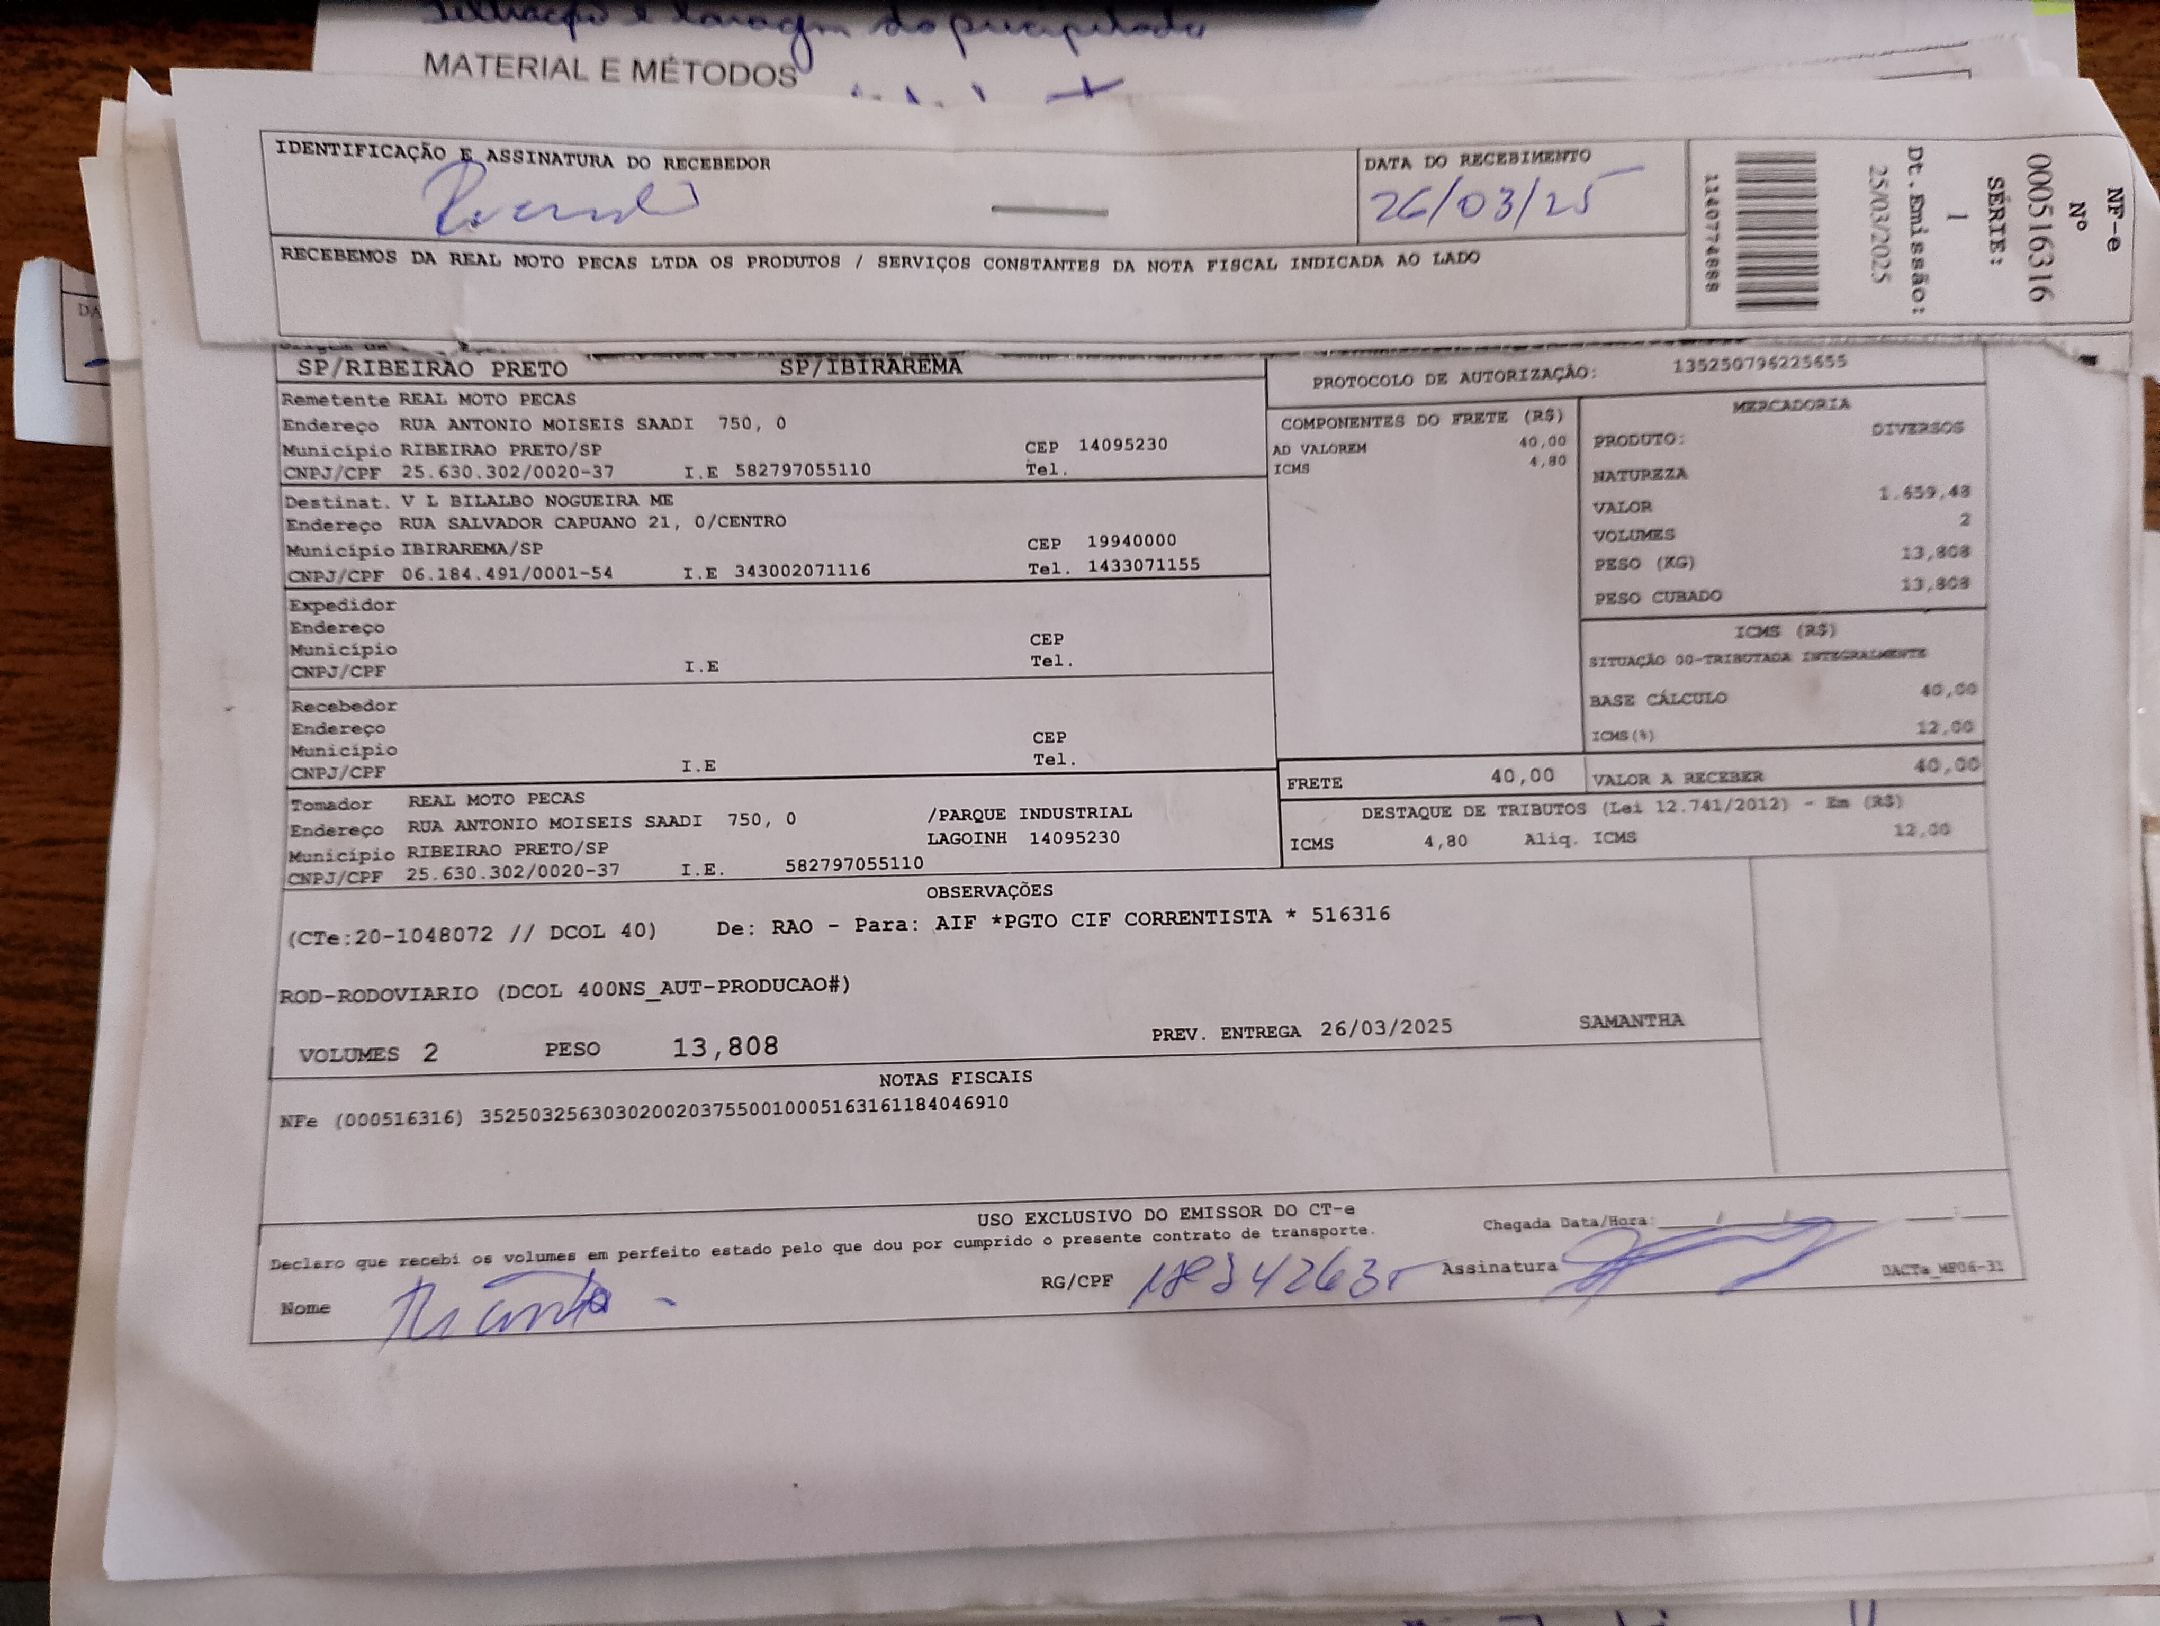 MATERIAL E MÉTODOS
IDENTIFICAÇÃO E ASSINATURA DO RECEBEDOR
DATA DO RECEBIMENTO
26/03/25
RECEBEMOS DA REAL MOTO PECAS LTDA OS PRODUTOS / SERVIÇOS CONSTANTES DA NOTA FISCAL INDICADA AO LADO
NF-e
Nº
000516316
SÉRIE:
1
Dt.Emissão:
25/03/2025
SP/RIBEIRAO PRETO SP/IBIRAREMA
PROTOCOLO DE AUTORIZAÇÃO: 135250796225655
Remetente REAL MOTO PECAS
Endereço RUA ANTONIO MOISEIS SAADI 750, 0
Município RIBEIRAO PRETO/SP CEP 14095230
CNPJ/CPF 25.630.302/0020-37 I.E 582797055110 Tel.
Destinat. V L BILALBO NOGUEIRA ME
Endereço RUA SALVADOR CAPUANO 21, 0/CENTRO
Município IBIRAREMA/SP CEP 19940000
CNPJ/CPF 06.184.491/0001-54 I.E 343002071116 Tel. 1433071155
Expedidor
Endereço
Município CEP
CNPJ/CPF I.E Tel.
Recebedor
Endereço
Município CEP
CNPJ/CPF I.E Tel.
Tomador REAL MOTO PECAS
Endereço RUA ANTONIO MOISEIS SAADI 750, 0 /PARQUE INDUSTRIAL
Município RIBEIRAO PRETO/SP LAGOINH 14095230
CNPJ/CPF 25.630.302/0020-37 I.E. 582797055110
COMPONENTES DO FRETE (R$)
AD VALOREM 40,00
ICMS 4,80
MERCADORIA
PRODUTO: DIVERSOS
NATUREZA
VALOR 1.659,48
VOLUMES 2
PESO (KG) 13,808
PESO CUBADO 13,808
ICMS (R$)
SITUAÇÃO 00-TRIBUTADA INTEGRALMENTE
BASE CÁLCULO 40,00
ICMS(%) 12,00
FRETE 40,00 VALOR A RECEBER 40,00
DESTAQUE DE TRIBUTOS (Lei 12.741/2012) - Em (R$)
ICMS 4,80 Aliq. ICMS 12,00
OBSERVAÇÕES
(CTe:20-1048072 // DCOL 40) De: RAO - Para: AIF *PGTO CIF CORRENTISTA * 516316
ROD-RODOVIARIO (DCOL 400NS_AUT-PRODUCAO#)
VOLUMES 2 PESO 13,808 PREV. ENTREGA 26/03/2025 SAMANTHA
NOTAS FISCAIS
NFe (000516316) 35250325630302002037550010005163161184046910
USO EXCLUSIVO DO EMISSOR DO CT-e
Declaro que recebi os volumes em perfeito estado pelo que dou por cumprido o presente contrato de transporte.
Chegada Data/Hora:
Nome RG/CPF Assinatura
DACTe_MP06-31